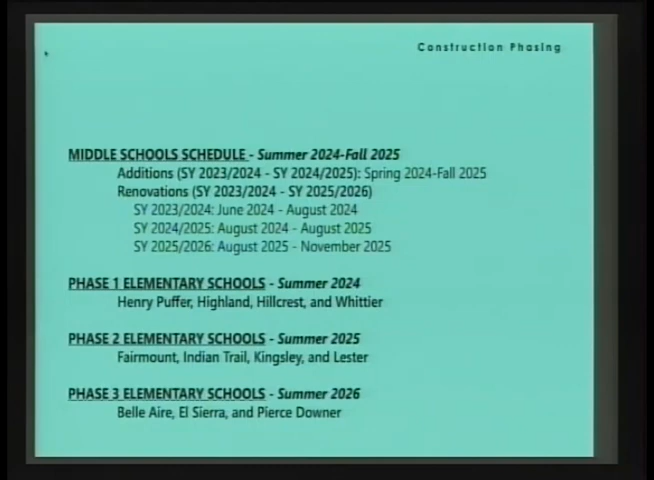 Construction Phasing
MIDDLE SCHOOLS SCHEDULE - Summer 2024-Fall 2025
Additions (SY 2023/2024 - SY 2024/2025): Spring 2024-Fall 2025
Renovations (SY 2023/2024 - SY 2025/2026)
SY 2023/2024: June 2024 - August 2024
SY 2024/2025: August 2024 - August 2025
SY 2025/2026: August 2025 - November 2025
PHASE 1 ELEMENTARY SCHOOLS - Summer 2024
Henry Puffer, Highland, Hillcrest, and Whittier
PHASE 2 ELEMENTARY SCHOOLS - Summer 2025
Fairmount, Indian Trail, Kingsley, and Lester
PHASE 3 ELEMENTARY SCHOOLS - Summer 2026
Belle Aire, El Sierra, and Pierce Downer